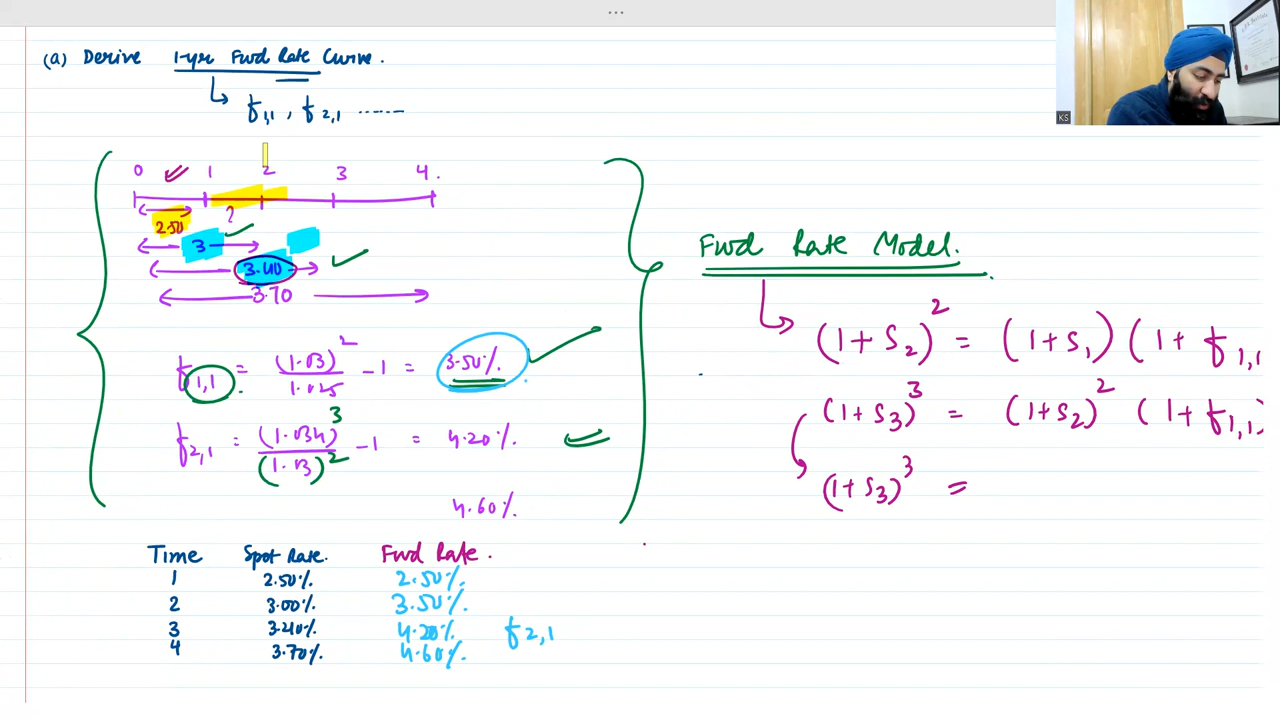 (a) Derive 1-yr Fwd Rate Curve.
f1,1 , f2,1 ........
0 1 2 3 4.
2.50 ?
3
3.40
3.70
f1,1 = (1.03)^2 / 1.025 - 1 = 3.50%
f2,1 = (1.034)^3 / (1.03)^2 - 1 = 4.20%
4.60%
Time Spot Rate. Fwd Rate.
1 2.50% 2.50%
2 3.00% 3.50%
3 3.40% 4.20% f2,1
4 3.70% 4.60%
Fwd Rate Model.
(1+S2)^2 = (1+S1) (1+ f1,1
(1+S3)^3 = (1+S2)^2 (1+ f1,1)
(1+S3)^3 =
KS